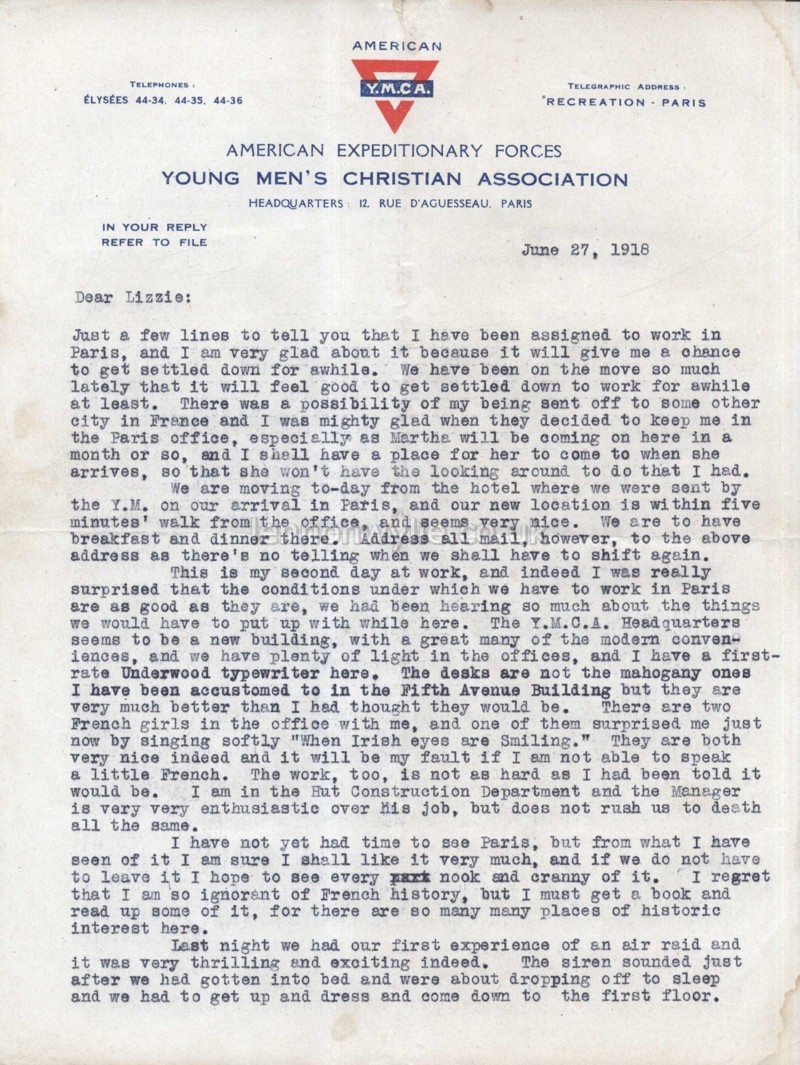 AMERICAN
Y.M.C.A.
TELEPHONES :
ÉLYSÉES 44-34, 44-35, 44-36
TELEGRAPHIC ADDRESS :
"RECREATION - PARIS
AMERICAN EXPEDITIONARY FORCES
YOUNG MEN'S CHRISTIAN ASSOCIATION
HEADQUARTERS : 12, RUE D'AGUESSEAU, PARIS
IN YOUR REPLY
REFER TO FILE
June 27, 1918
Dear Lizzie:
Just a few lines to tell you that I have been assigned to work in
Paris, and I am very glad about it because it will give me a chance
to get settled down for awhile. We have been on the move so much
lately that it will feel good to get settled down to work for awhile
at least. There was a possibility of my being sent off to some other
city in France and I was mighty glad when they decided to keep me in
the Paris office, especially as Martha will be coming on here in a
month or so, and I shall have a place for her to come to when she
arrives, so that she won't have the looking around to do that I had.
We are moving to-day from the hotel where we were sent by
the Y.M. on our arrival in Paris, and our new location is within five
minutes' walk from the office, and seems very nice. We are to have
breakfast and dinner there. Address all mail, however, to the above
address as there's no telling when we shall have to shift again.
This is my second day at work, and indeed I was really
surprised that the conditions under which we have to work in Paris
are as good as they are, we had been hearing so much about the things
we would have to put up with while here. The Y.M.C.A. Headquarters
seems to be a new building, with a great many of the modern conven-
iences, and we have plenty of light in the offices, and I have a first-
rate Underwood typewriter here. The desks are not the mahogany ones
I have been accustomed to in the Fifth Avenue Building but they are
very much better than I had thought they would be. There are two
French girls in the office with me, and one of them surprised me just
now by singing softly "When Irish eyes are Smiling." They are both
very nice indeed and it will be my fault if I am not able to speak
a little French. The work, too, is not as hard as I had been told it
would be. I am in the Hut Construction Department and the Manager
is very very enthusiastic over his job, but does not rush us to death
all the same.
I have not yet had time to see Paris, but from what I have
seen of it I am sure I shall like it very much, and if we do not have
to leave it I hope to see every nook and cranny of it. I regret
that I am so ignorant of French history, but I must get a book and
read up some of it, for there are so many many places of historic
interest here.
Last night we had our first experience of an air raid and
it was very thrilling and exciting indeed. The siren sounded just
after we had gotten into bed and were about dropping off to sleep
and we had to get up and dress and come down to the first floor.